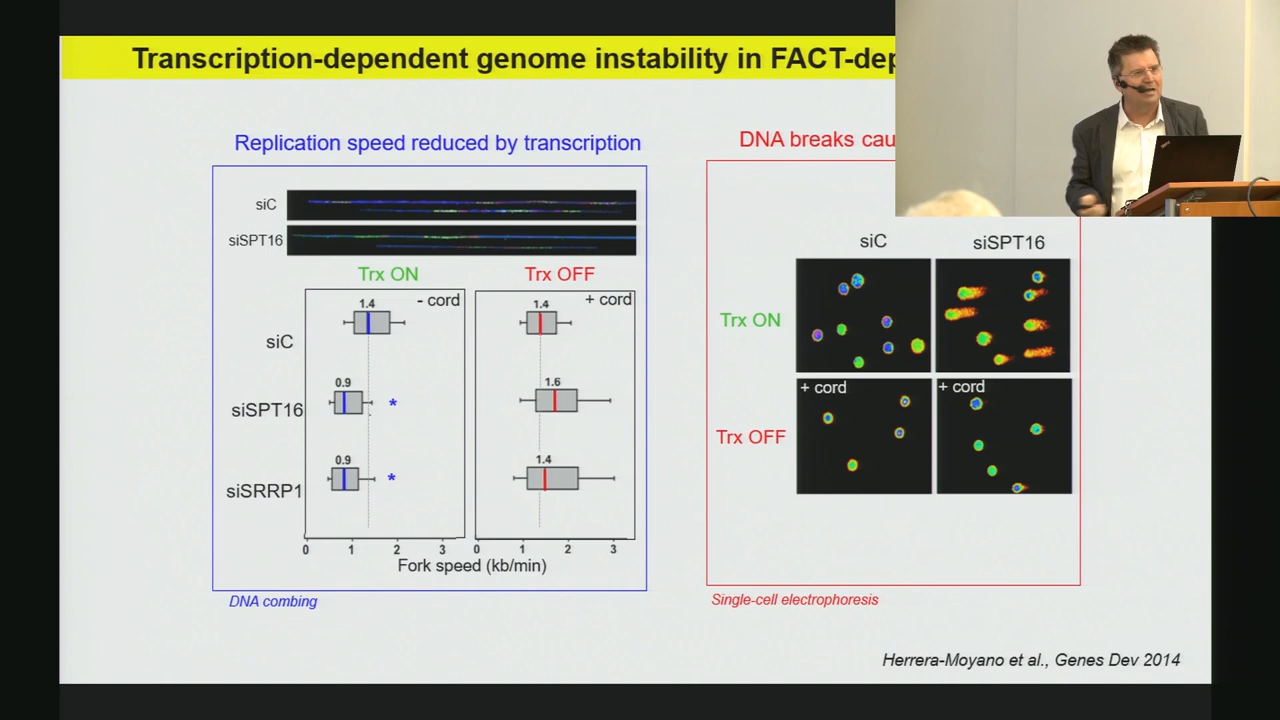 Transcription-dependent genome instability in FACT-dep
Replication speed reduced by transcription
siC
siSPT16
Trx ON
Trx OFF
- cord
+ cord
siC
1.4
1.4
siSPT16
0.9
*
1.6
siSRRP1
0.9
*
1.4
0 1 2 3
0 1 2 3
Fork speed (kb/min)
DNA combing
DNA breaks cau
siC
siSPT16
Trx ON
Trx OFF
+ cord
+ cord
Single-cell electrophoresis
Herrera-Moyano et al., Genes Dev 2014